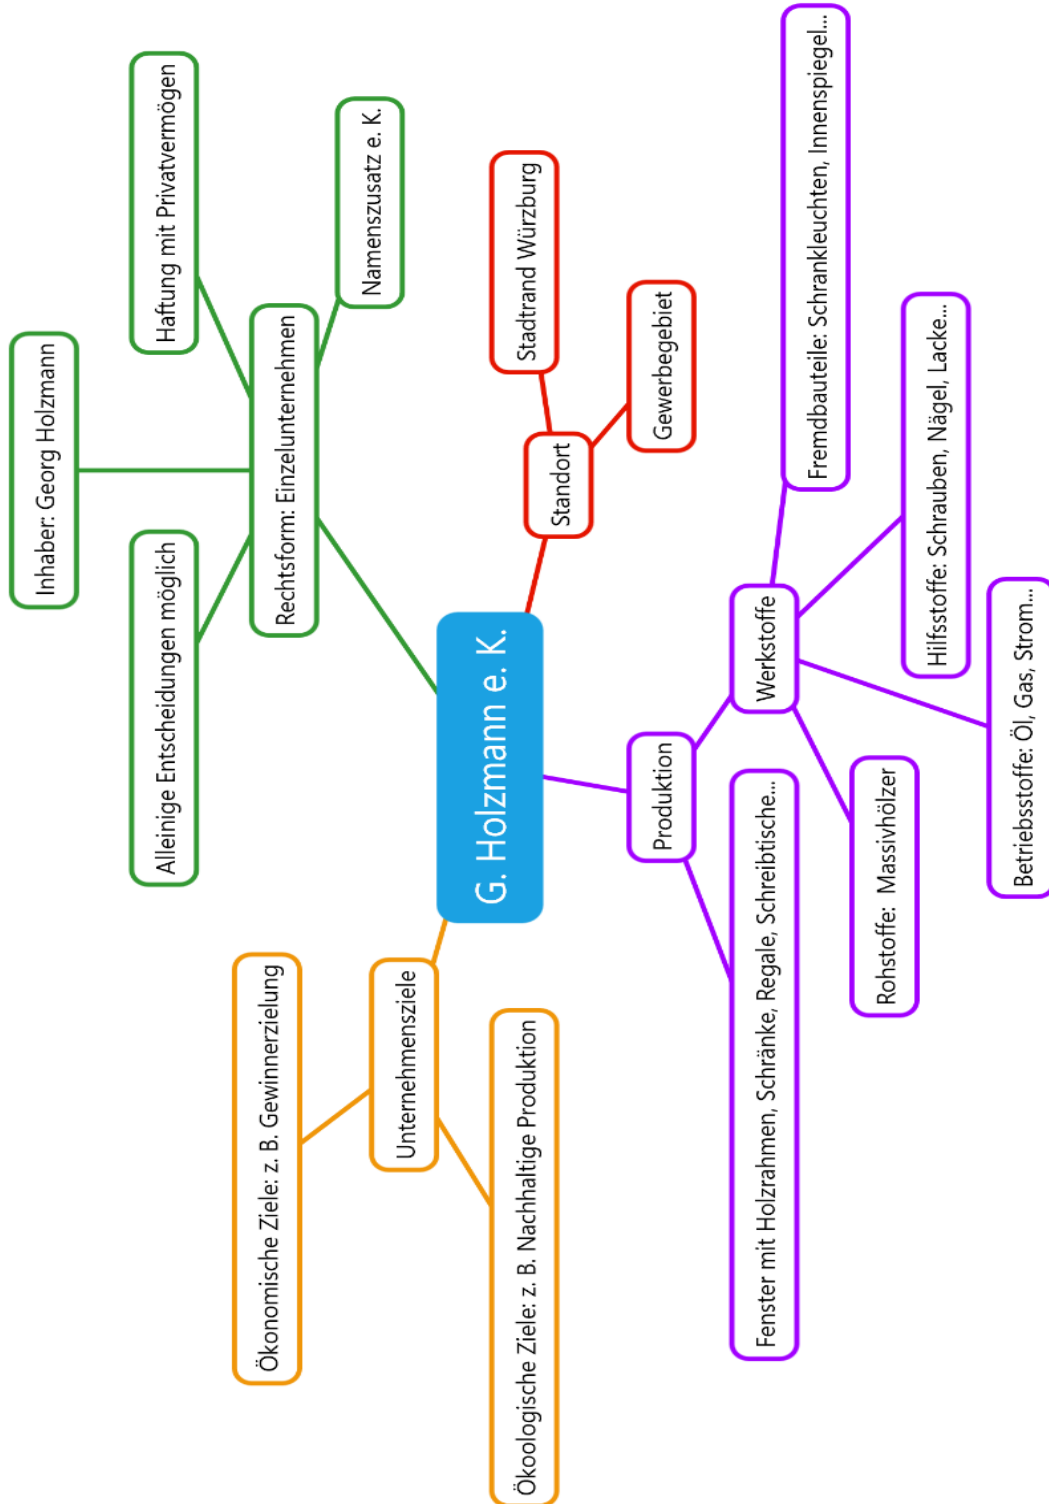 Inhaber: Georg Holzmann
Alleinige Entscheidungen möglich
Haftung mit Privatvermögen
Rechtsform: Einzelunternehmen
Namenszusatz e. K.
Ökonomische Ziele: z. B. Gewinnerzielung
Unternehmensziele
Ökoologische Ziele: z. B. Nachhaltige Produktion
G. Holzmann e. K.
Standort
Stadtrand Würzburg
Gewerbegebiet
Produktion
Fenster mit Holzrahmen, Schränke, Regale, Schreibtische...
Werkstoffe
Fremdbauteile: Schrankleuchten, Innenspiegel...
Rohstoffe:  Massivhölzer
Hilfsstoffe: Schrauben, Nägel, Lacke...
Betriebsstoffe: Öl, Gas, Strom...